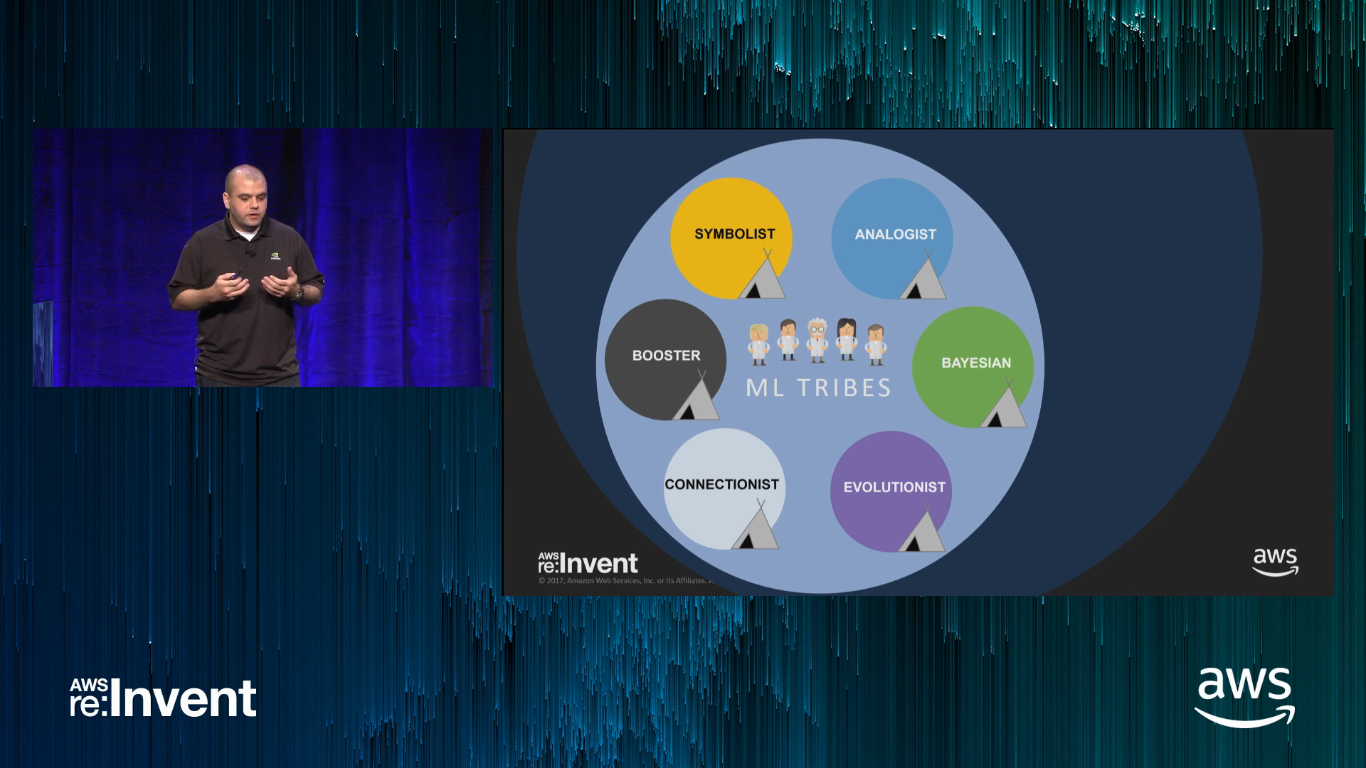 SYMBOLIST
ANALOGIST
BOOSTER
BAYESIAN
ML TRIBES
CONNECTIONIST
EVOLUTIONIST
AWS
re:Invent
© 2017, Amazon Web Services, Inc. or its Affiliates.
aws
AWS
re:Invent
aws